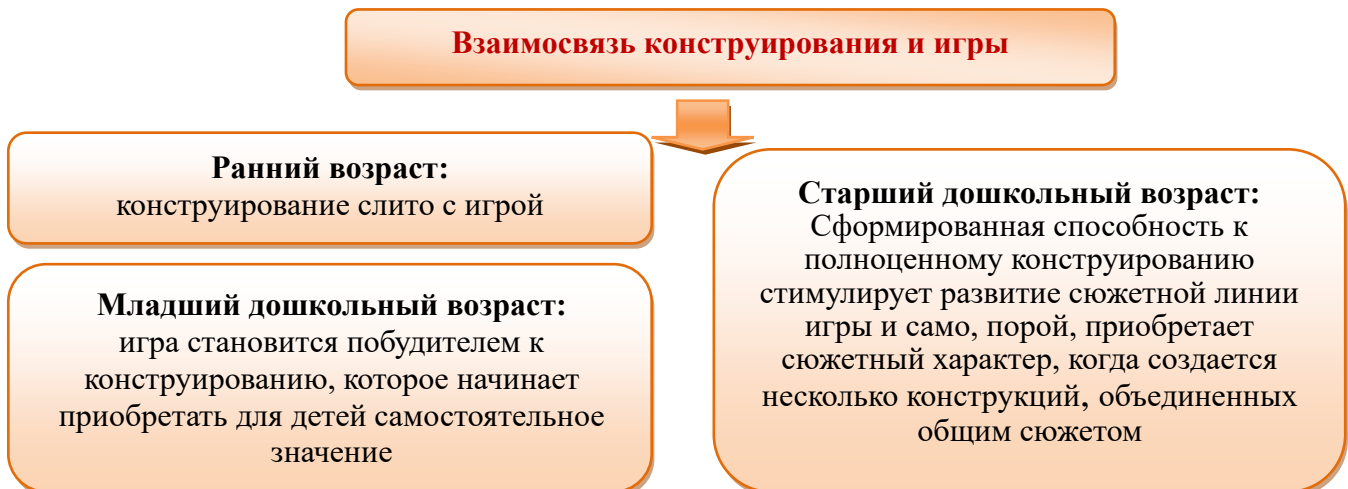 Взаимосвязь конструирования и игры
Ранний возраст:
конструирование слито с игрой
Младший дошкольный возраст:
игра становится побудителем к
конструированию, которое начинает
приобретать для детей самостоятельное
значение
Старший дошкольный возраст:
Сформированная способность к
полноценному конструированию
стимулирует развитие сюжетной линии
игры и само, порой, приобретает
сюжетный характер, когда создается
несколько конструкций, объединенных
общим сюжетом